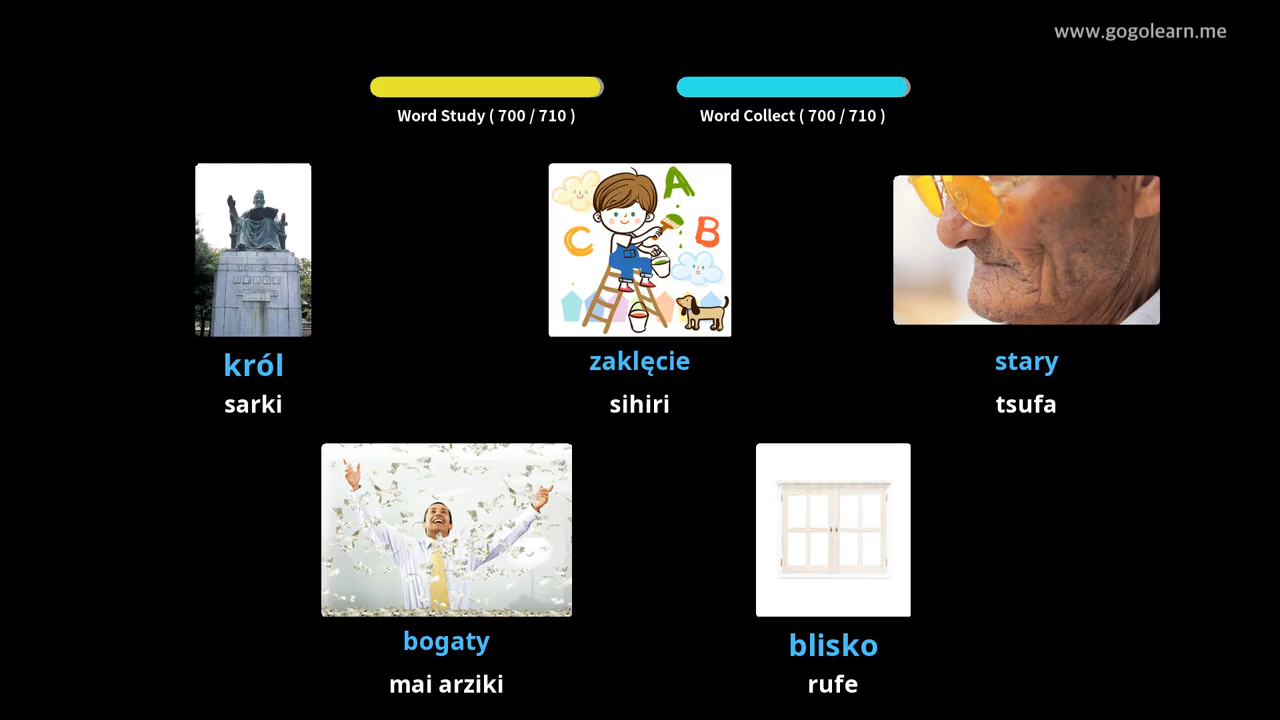 www.gogolearn.me
Word Study ( 700 / 710 )
Word Collect ( 700 / 710 )
A
B
C
król
zaklęcie
stary
sarki
sihiri
tsufa
bogaty
blisko
mai arziki
rufe